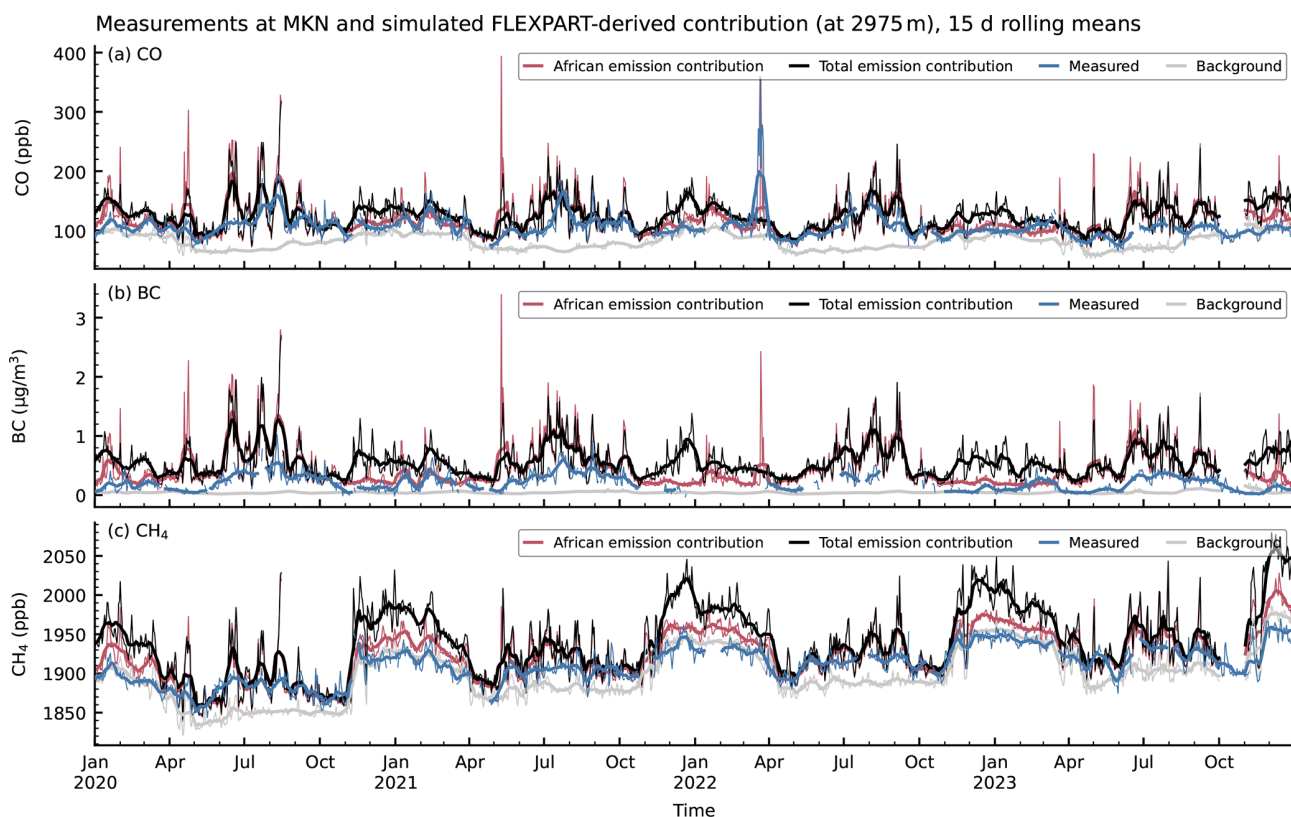 Measurements at MKN and simulated FLEXPART-derived contribution (at 2975 m), 15 d rolling means
(a) CO
African emission contribution Total emission contribution Measured Background
CO (ppb)
400
300
200
100
(b) BC
African emission contribution Total emission contribution Measured Background
BC (µg/m³)
3
2
1
0
(c) CH₄
African emission contribution Total emission contribution Measured Background
CH₄ (ppb)
2050
2000
1950
1900
1850
Jan Apr Jul Oct Jan Apr Jul Oct Jan Apr Jul Oct Jan Apr Jul Oct
2020 2021 2022 2023
Time